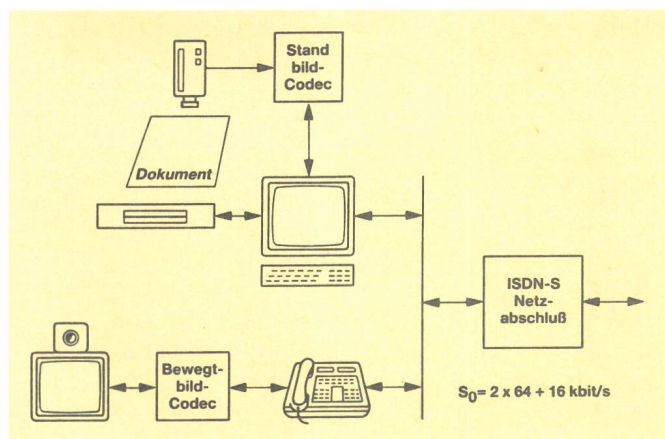 Stand
bild-
Codec
Dokument
ISDN-S
Netz-
abschluß
Bewegt-
bild-
Codec
S₀= 2 x 64 + 16 kbit/s